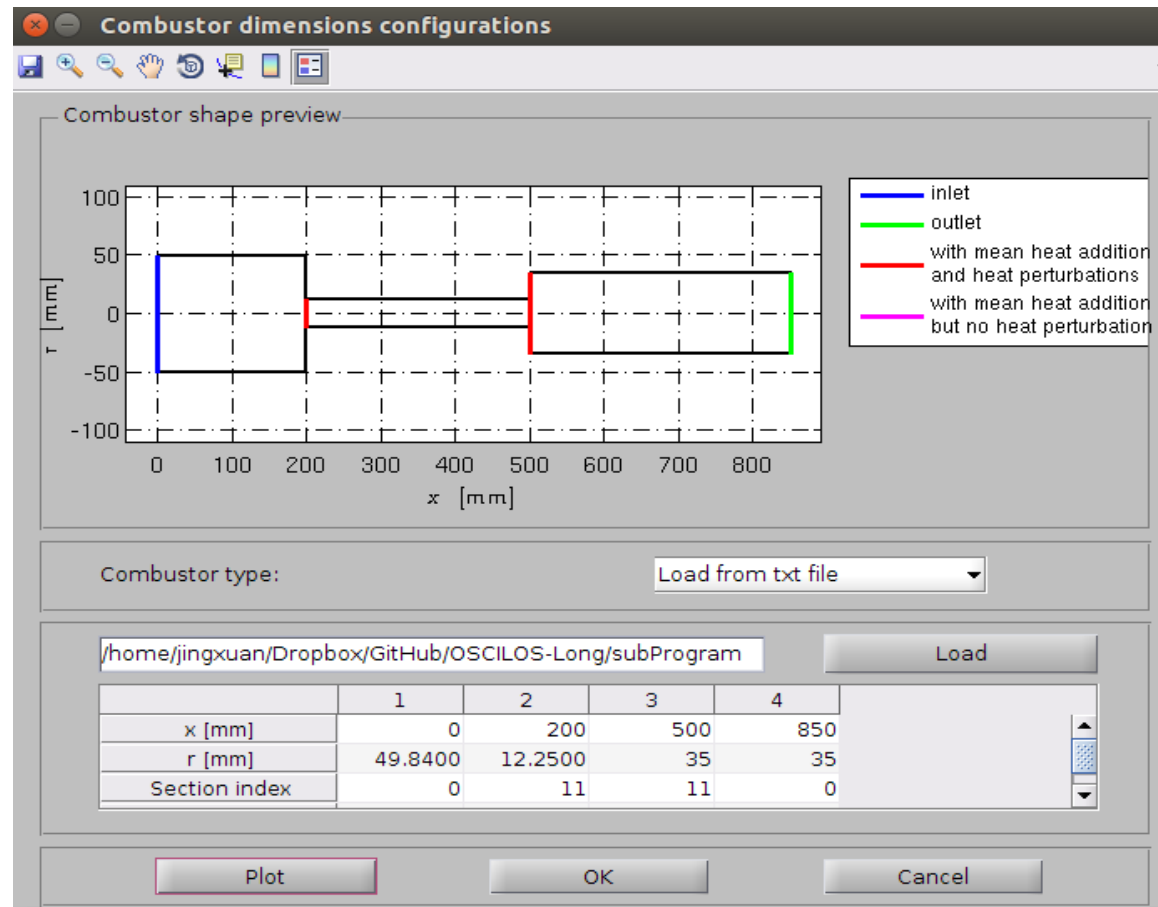 Combustor dimensions configurations
Combustor shape preview
100
50
0
-50
-100
r [mm]
0 100 200 300 400 500 600 700 800
x [mm]
inlet
outlet
with mean heat addition
and heat perturbations
with mean heat addition
but no heat perturbation
Combustor type:
Load from txt file
/home/jingxuan/Dropbox/GitHub/OSCILOS-Long/subProgram
Load
1 2 3 4
x [mm] 0 200 500 850
r [mm] 49.8400 12.2500 35 35
Section index 0 11 11 0
Plot
OK
Cancel